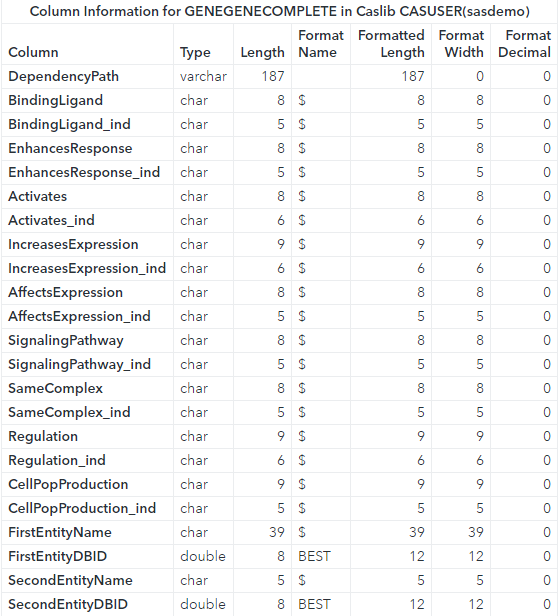 Column Information for GENEGENECOMPLETE in Caslib CASUSER(sasdemo)
Column Type Length Format Name Formatted Length Format Width Format Decimal
DependencyPath varchar 187 187 0 0
BindingLigand char 8 $ 8 8 0
BindingLigand_ind char 5 $ 5 5 0
EnhancesResponse char 8 $ 8 8 0
EnhancesResponse_ind char 5 $ 5 5 0
Activates char 8 $ 8 8 0
Activates_ind char 6 $ 6 6 0
IncreasesExpression char 9 $ 9 9 0
IncreasesExpression_ind char 6 $ 6 6 0
AffectsExpression char 8 $ 8 8 0
AffectsExpression_ind char 5 $ 5 5 0
SignalingPathway char 8 $ 8 8 0
SignalingPathway_ind char 5 $ 5 5 0
SameComplex char 8 $ 8 8 0
SameComplex_ind char 5 $ 5 5 0
Regulation char 9 $ 9 9 0
Regulation_ind char 6 $ 6 6 0
CellPopProduction char 9 $ 9 9 0
CellPopProduction_ind char 5 $ 5 5 0
FirstEntityName char 39 $ 39 39 0
FirstEntityDBID double 8 BEST 12 12 0
SecondEntityName char 5 $ 5 5 0
SecondEntityDBID double 8 BEST 12 12 0